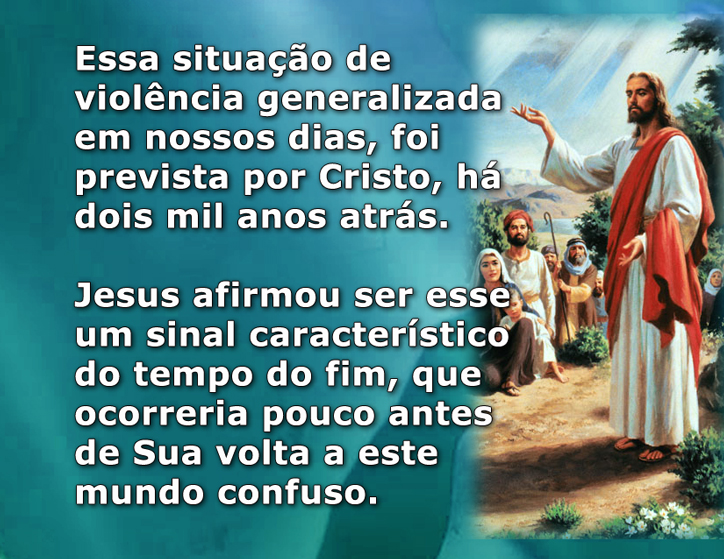 Essa situação de
violência generalizada
em nossos dias, foi
prevista por Cristo, há
dois mil anos atrás.
Jesus afirmou ser esse
um sinal característico
do tempo do fim, que
ocorreria pouco antes
de Sua volta a este
mundo confuso.